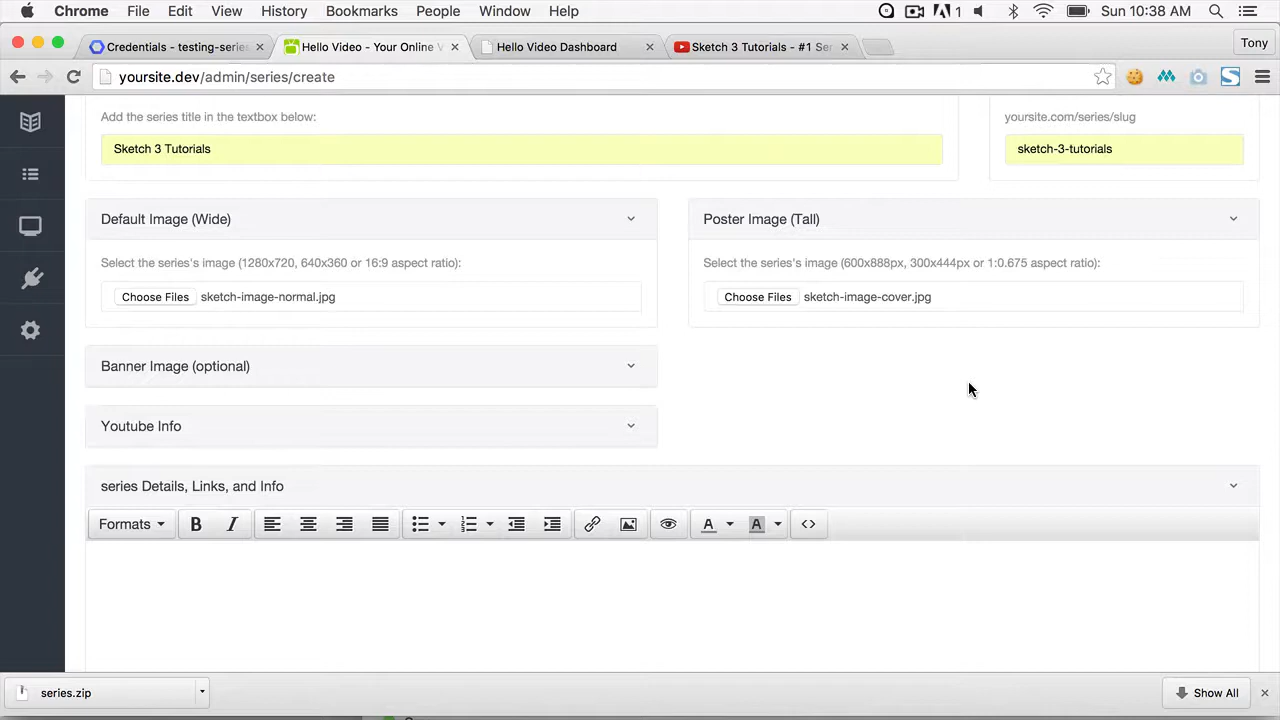 Chrome File Edit View History Bookmarks People Window Help 1 Sun 10:38 AM
Credentials - testing-serie Hello Video - Your Online V Hello Video Dashboard Sketch 3 Tutorials - #1 Ser Tony
yoursite.dev/admin/series/create
Add the series title in the textbox below: yoursite.com/series/slug
Sketch 3 Tutorials sketch-3-tutorials
Default Image (Wide) Poster Image (Tall)
Select the series's image (1280x720, 640x360 or 16:9 aspect ratio): Select the series's image (600x888px, 300x444px or 1:0.675 aspect ratio):
Choose Files sketch-image-normal.jpg Choose Files sketch-image-cover.jpg
Banner Image (optional)
Youtube Info
series Details, Links, and Info
Formats B I A A <>
series.zip Show All